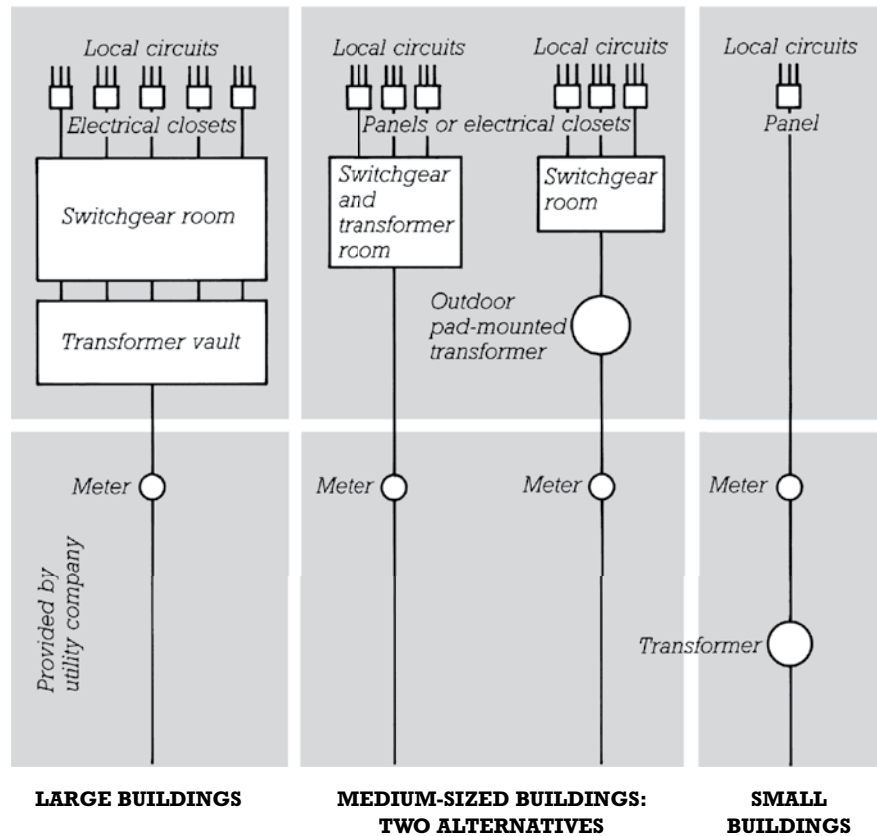 Local circuits
Electrical closets
Switchgear room
Transformer vault
Meter
Provided by
utility company
LARGE BUILDINGS
Local circuits
Local circuits
Panels or electrical closets
Switchgear
and
transformer
room
Switchgear
room
Outdoor
pad-mounted
transformer
Meter
Meter
MEDIUM-SIZED BUILDINGS:
TWO ALTERNATIVES
Local circuits
Panel
Meter
Transformer
SMALL
BUILDINGS